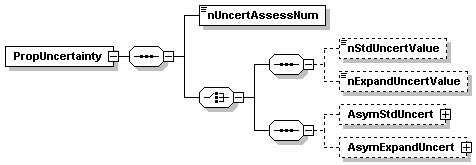 nUncertAssessNum
PropUncertainty
nStdUncertValue
nExpandUncertValue
AsymStdUncert
AsymExpandUncert